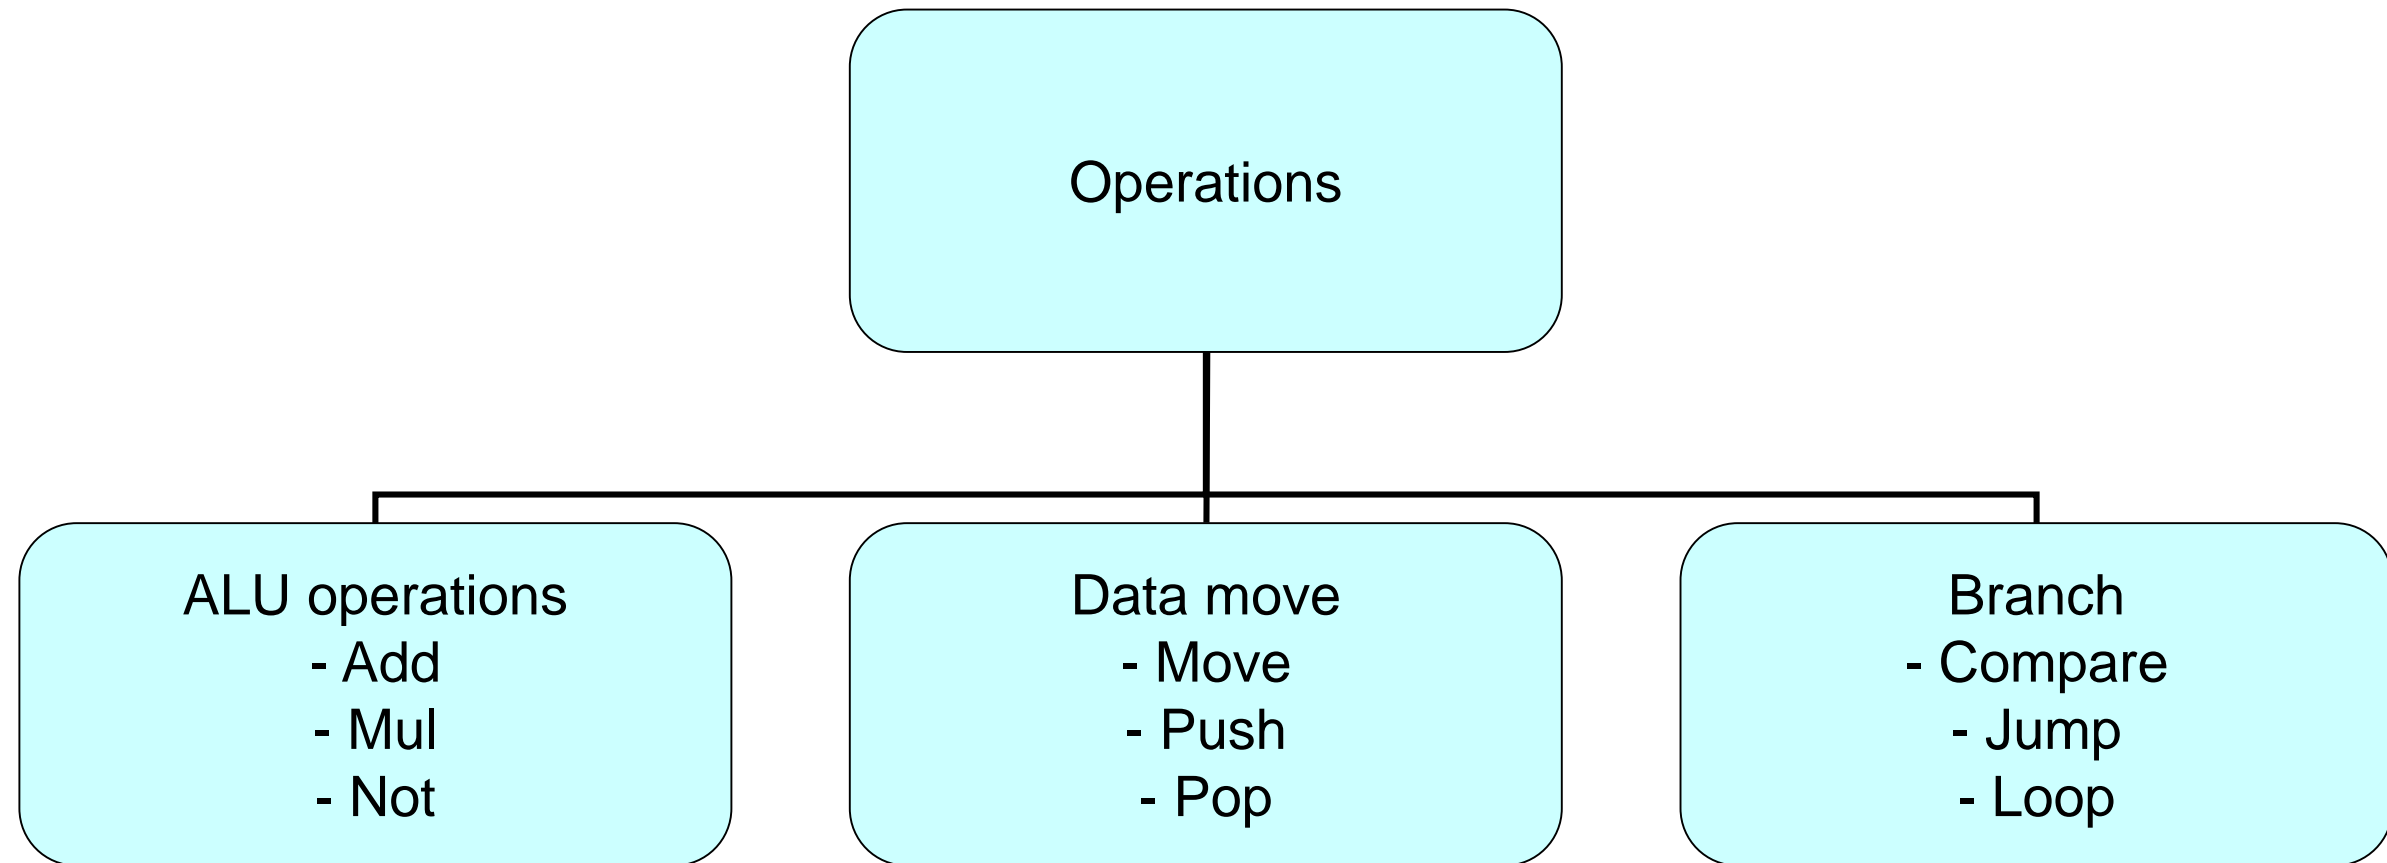 Operations
ALU operations
- Add
- Mul
- Not
Data move
- Move
- Push
- Pop
Branch
- Compare
- Jump
- Loop